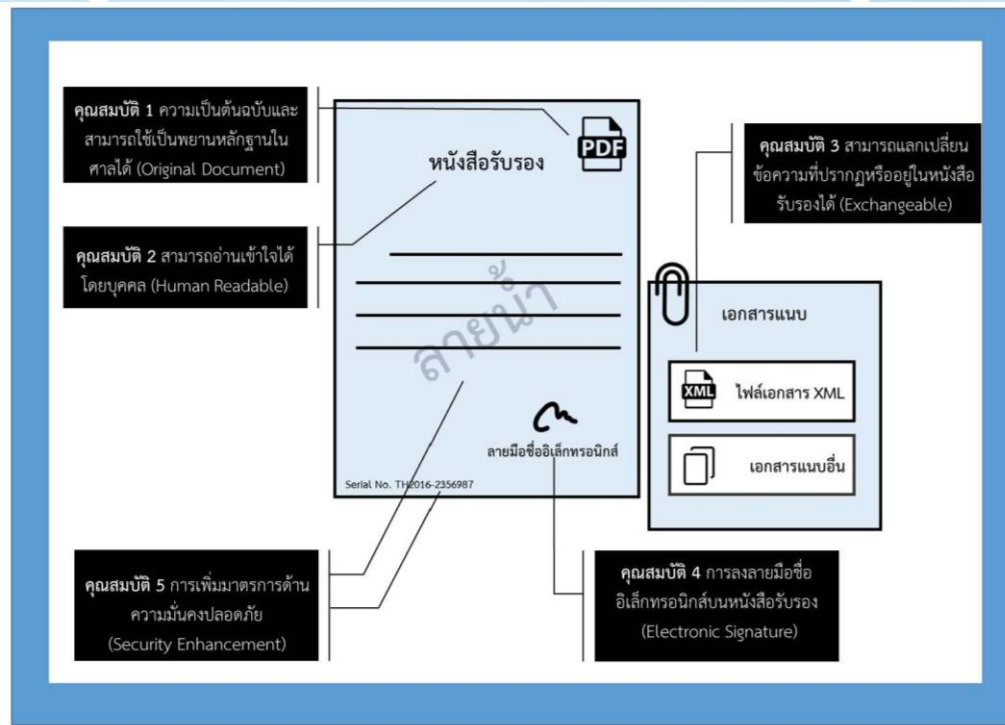 คุณสมบัติ 1 ความเป็นต้นฉบับและ
สามารถใช้เป็นพยานหลักฐานใน
ศาลได้ (Original Document)
คุณสมบัติ 2 สามารถอ่านเข้าใจได้
โดยบุคคล (Human Readable)
PDF
หนังสือรับรอง
ลายน้ำ
ลายมือชื่ออิเล็กทรอนิกส์
Serial No. TH2016-2356987
คุณสมบัติ 3 สามารถแลกเปลี่ยน
ข้อความที่ปรากฏหรืออยู่ในหนังสือ
รับรองได้ (Exchangeable)
เอกสารแนบ
XML ไฟล์เอกสาร XML
เอกสารแนบอื่น
คุณสมบัติ 5 การเพิ่มมาตรการด้าน
ความมั่นคงปลอดภัย
(Security Enhancement)
คุณสมบัติ 4 การลงลายมือชื่อ
อิเล็กทรอนิกส์บนหนังสือรับรอง
(Electronic Signature)